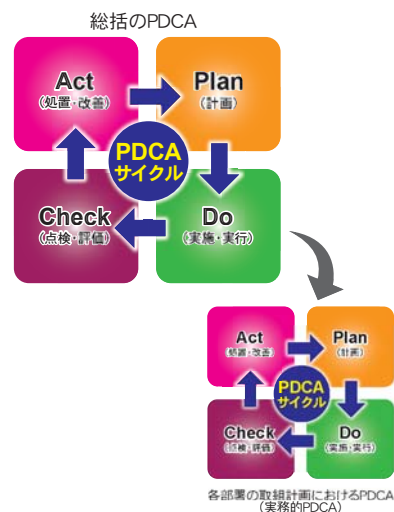 総括のPDCA
Act
(処置・改善)
Plan
(計画)
PDCA
サイクル
Check
(点検・評価)
Do
(実施・実行)
Act
(処置・改善)
Plan
(計画)
PDCA
サイクル
Check
(点検・評価)
Do
(実施・実行)
各部署の取組計画におけるPDCA
(実務的PDCA)